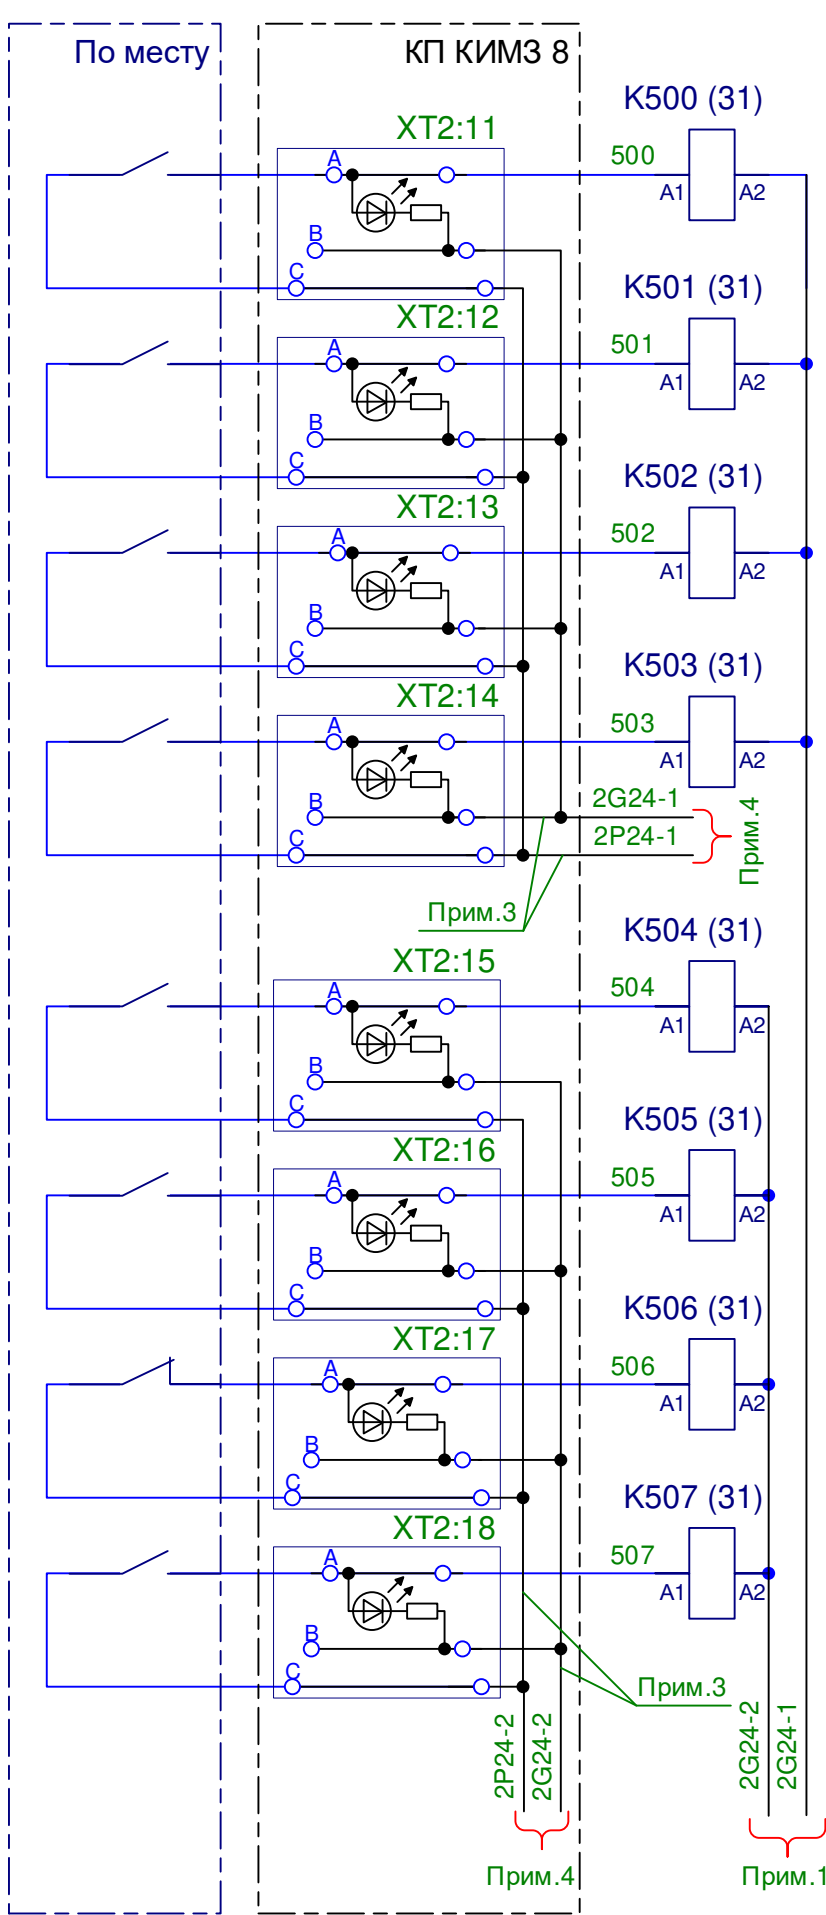 По месту
КП КИМЗ 8
K500 (31)
XT2:11
A
500
A1
A2
B
C
K501 (31)
XT2:12
A
501
A1
A2
B
C
K502 (31)
XT2:13
A
502
A1
A2
B
C
K503 (31)
XT2:14
A
503
A1
A2
B
2G24-1
C
2P24-1
Прим.4
Прим.3
K504 (31)
XT2:15
A
504
A1
A2
B
C
K505 (31)
XT2:16
A
505
A1
A2
B
C
K506 (31)
XT2:17
A
506
A1
A2
B
C
K507 (31)
XT2:18
A
507
A1
A2
B
C
Прим.3
2P24-2
2G24-2
2G24-2
2G24-1
Прим.4
Прим.1